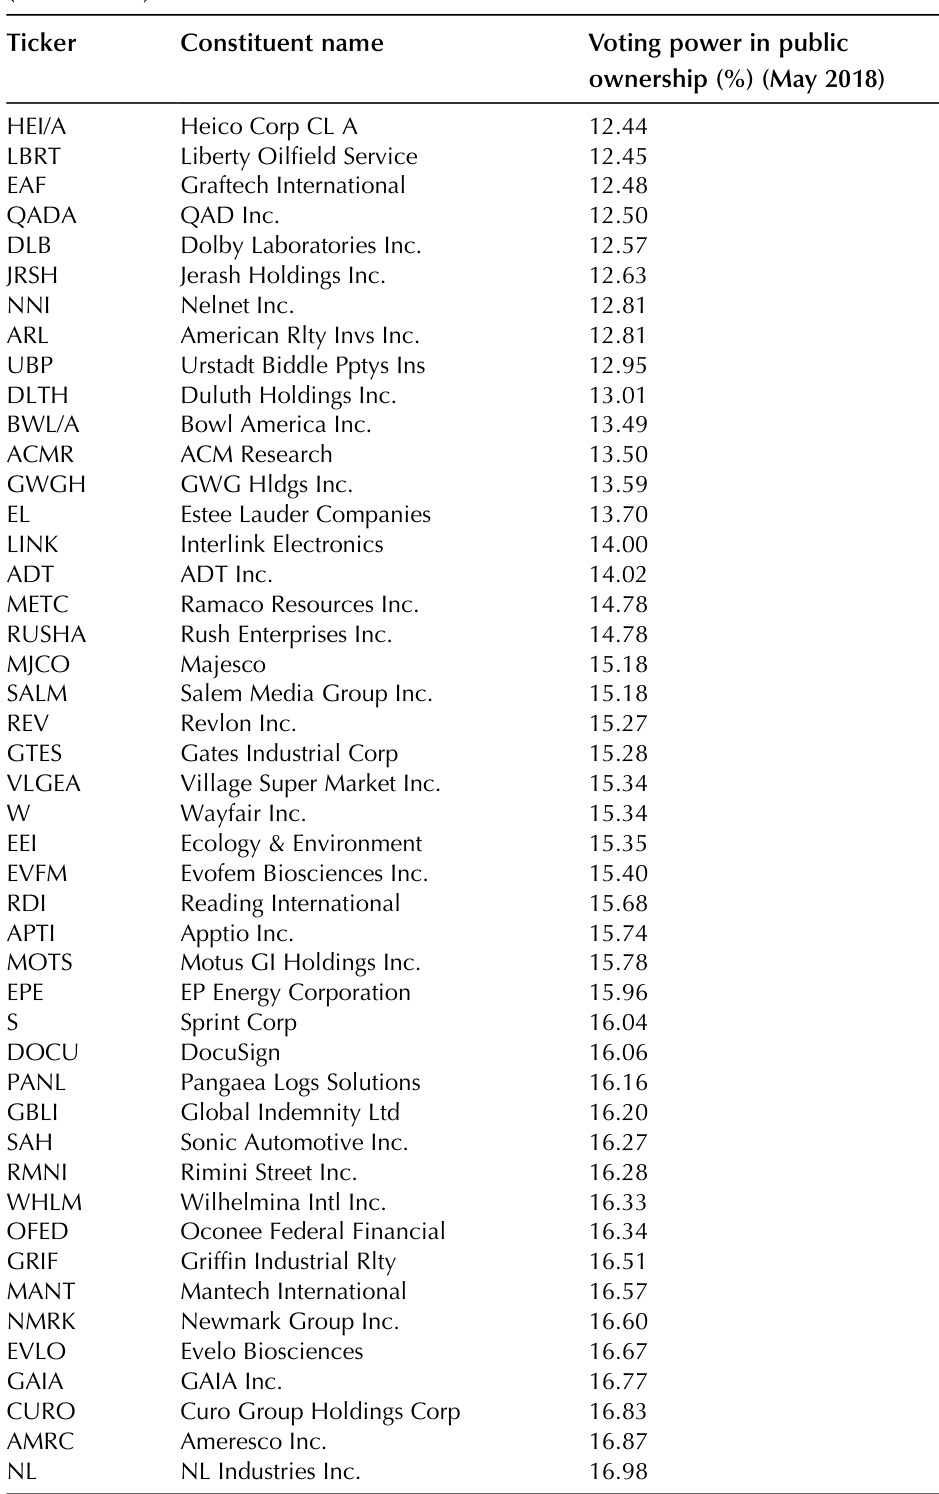 Ticker Constituent name Voting power in public
ownership (%) (May 2018)
HEI/A Heico Corp CL A 12.44
LBRT Liberty Oilfield Service 12.45
EAF Graftech International 12.48
QADA QAD Inc. 12.50
DLB Dolby Laboratories Inc. 12.57
JRSH Jerash Holdings Inc. 12.63
NNI Nelnet Inc. 12.81
ARL American Rlty Invs Inc. 12.81
UBP Urstadt Biddle Pptys Ins 12.95
DLTH Duluth Holdings Inc. 13.01
BWL/A Bowl America Inc. 13.49
ACMR ACM Research 13.50
GWGH GWG Hldgs Inc. 13.59
EL Estee Lauder Companies 13.70
LINK Interlink Electronics 14.00
ADT ADT Inc. 14.02
METC Ramaco Resources Inc. 14.78
RUSHA Rush Enterprises Inc. 14.78
MJCO Majesco 15.18
SALM Salem Media Group Inc. 15.18
REV Revlon Inc. 15.27
GTES Gates Industrial Corp 15.28
VLGEA Village Super Market Inc. 15.34
W Wayfair Inc. 15.34
EEI Ecology & Environment 15.35
EVFM Evofem Biosciences Inc. 15.40
RDI Reading International 15.68
APTI Apptio Inc. 15.74
MOTS Motus GI Holdings Inc. 15.78
EPE EP Energy Corporation 15.96
S Sprint Corp 16.04
DOCU DocuSign 16.06
PANL Pangaea Logs Solutions 16.16
GBLI Global Indemnity Ltd 16.20
SAH Sonic Automotive Inc. 16.27
RMNI Rimini Street Inc. 16.28
WHLM Wilhelmina Intl Inc. 16.33
OFED Oconee Federal Financial 16.34
GRIF Griffin Industrial Rlty 16.51
MANT Mantech International 16.57
NMRK Newmark Group Inc. 16.60
EVLO Evelo Biosciences 16.67
GAIA GAIA Inc. 16.77
CURO Curo Group Holdings Corp 16.83
AMRC Ameresco Inc. 16.87
NL NL Industries Inc. 16.98